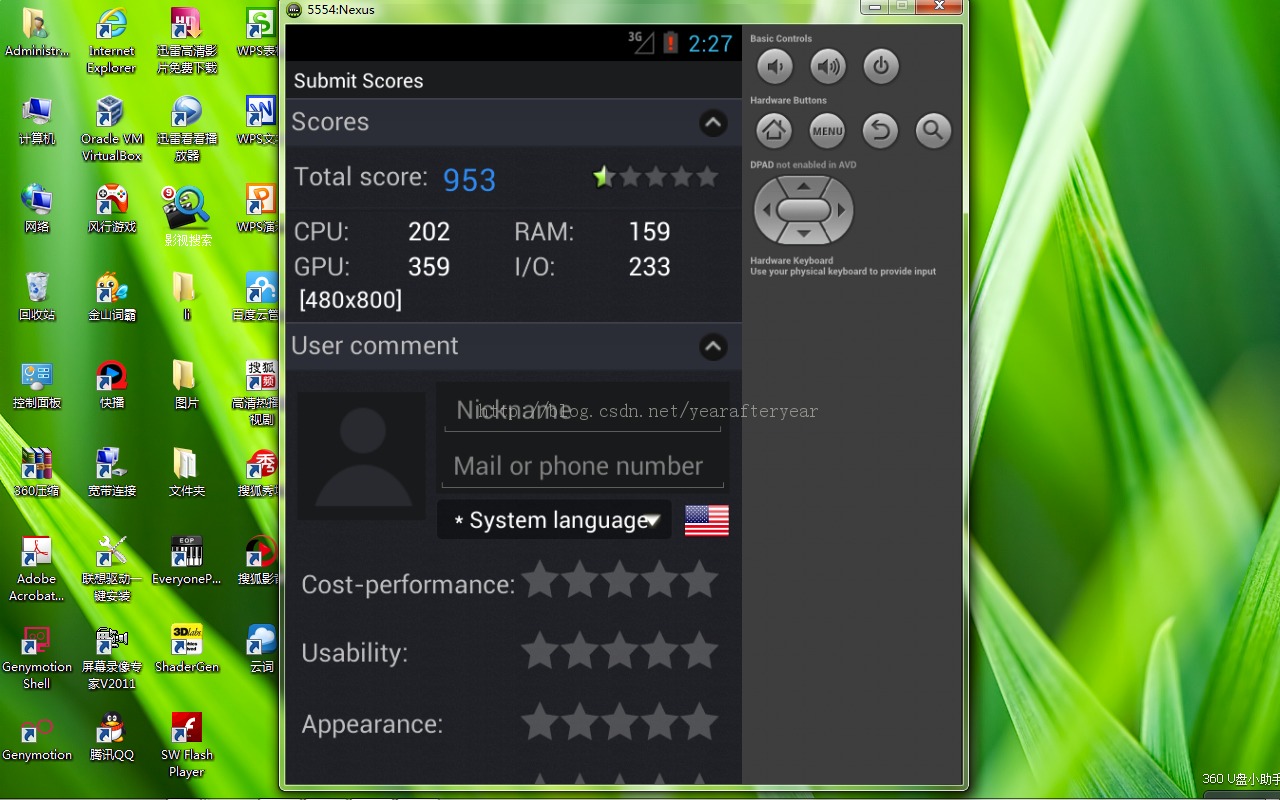 5554:Nexus
Administr...
Internet
Explorer
迅雷高清影
片免费下载
WPS表
计算机
Oracle VM
VirtualBox
迅雷看看播
放器
WPS文
网络
风行游戏
影视搜索
WPS演
回收站
金山词霸
li
百度云管
控制面板
快播
图片
搜狐
高清热播
视剧
360压缩
宽带连接
文件夹
搜狐秀
Adobe
Acrobat...
联想驱动一
键安装
EOP
EveryoneP...
搜狐影
Genymotion
Shell
屏幕录像专
家V2011
3Dlabs
ShaderGen
云词
Genymotion
腾讯QQ
SW Flash
Player
3G
2:27
Submit Scores
Scores
Total score: 953
CPU: 202 RAM: 159
GPU: 359 I/O: 233
[480x800]
User comment
Nickname
http://blog.csdn.net/yearafteryear
Mail or phone number
* System language
Cost-performance:
Usability:
Appearance:
Basic Controls
Hardware Buttons
MENU
DPAD not enabled in AVD
Hardware Keyboard
Use your physical keyboard to provide input
360 U盘小助手